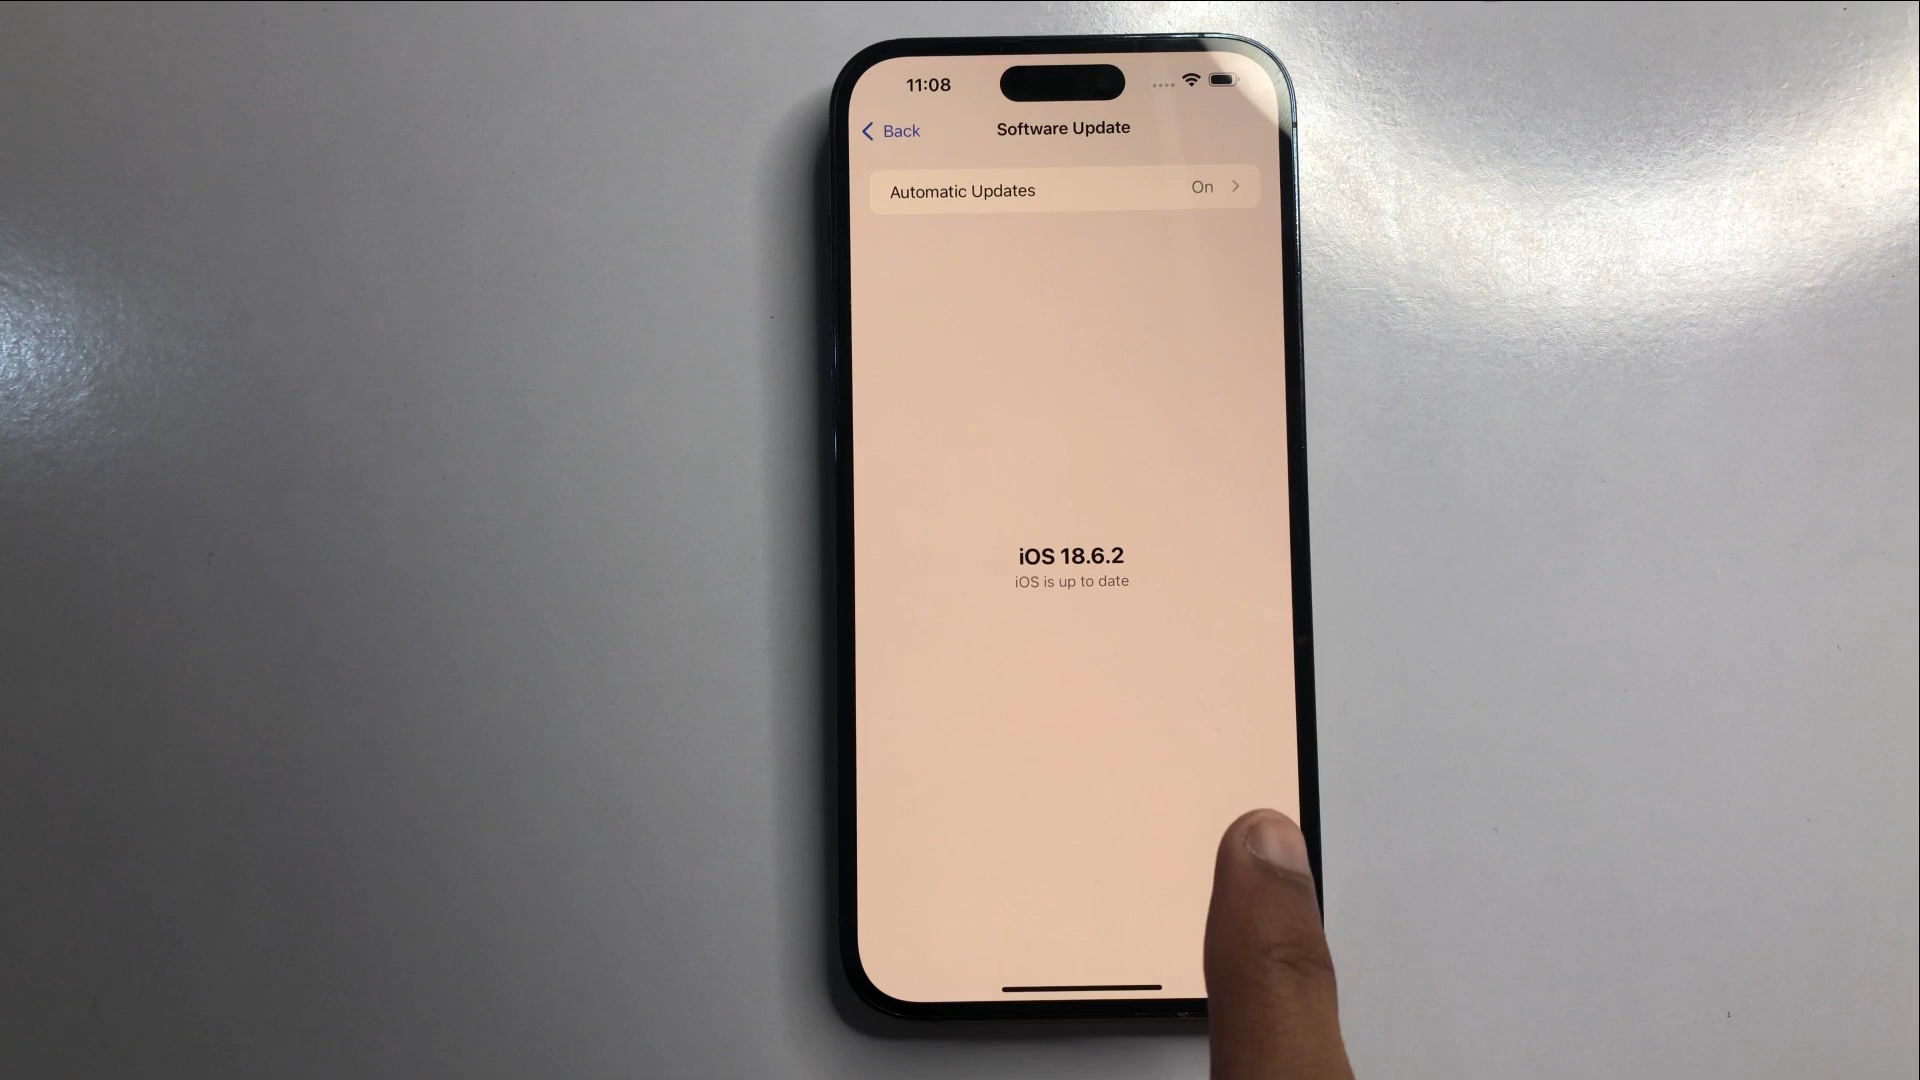 11:08
Back
Software Update
Automatic Updates
On
iOS 18.6.2
iOS is up to date